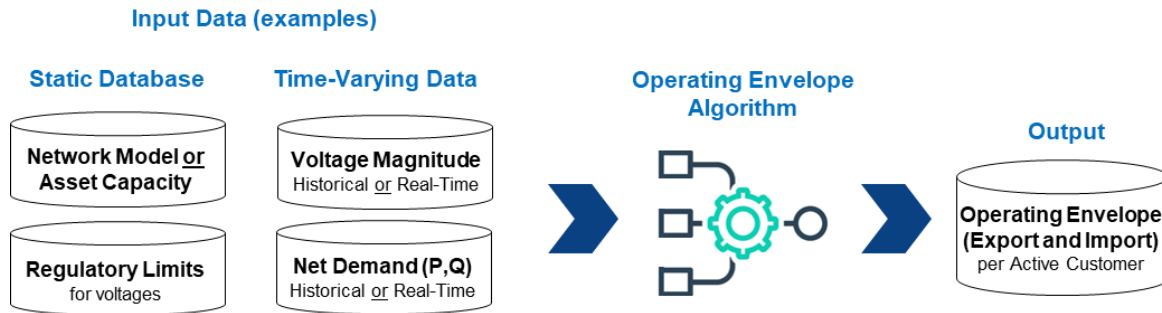 Input Data (examples)
Static Database
Network Model or
Asset Capacity
Regulatory Limits
for voltages
Time-Varying Data
Voltage Magnitude
Historical or Real-Time
Net Demand (P,Q)
Historical or Real-Time
Operating Envelope
Algorithm
Output
Operating Envelope
(Export and Import)
per Active Customer